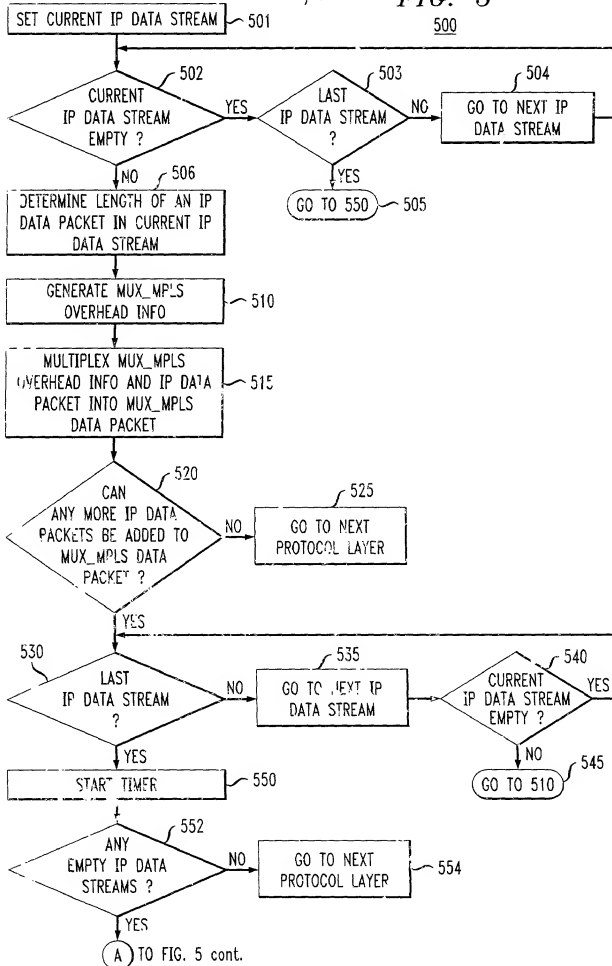 FIG. 5
SET CURRENT IP DATA STREAM
501
500
502
CURRENT
IP DATA STREAM
EMPTY ?
YES
503
LAST
IP DATA STREAM
?
NO
504
GO TO NEXT IP
DATA STREAM
NO
YES
GO TO 550
505
506
DETERMINE LENGTH OF AN IP
DATA PACKET IN CURRENT IP
DATA STREAM
GENERATE MUX_MPLS
OVERHEAD INFO
510
MULTIPLEX MUX_MPLS
OVERHEAD INFO AND IP DATA
PACKET INTO MUX_MPLS
DATA PACKET
515
520
CAN
ANY MORE IP DATA
PACKETS BE ADDED TO
MUX_MPLS DATA
PACKET ?
NO
525
GO TO NEXT
PROTOCOL LAYER
YES
530
LAST
IP DATA STREAM
?
NO
535
GO TO NEXT IP
DATA STREAM
540
CURRENT
IP DATA STREAM
EMPTY ?
YES
YES
NO
545
GO TO 510
START TIMER
550
552
ANY
EMPTY IP DATA
STREAMS ?
NO
GO TO NEXT
PROTOCOL LAYER
554
YES
A TO FIG. 5 cont.